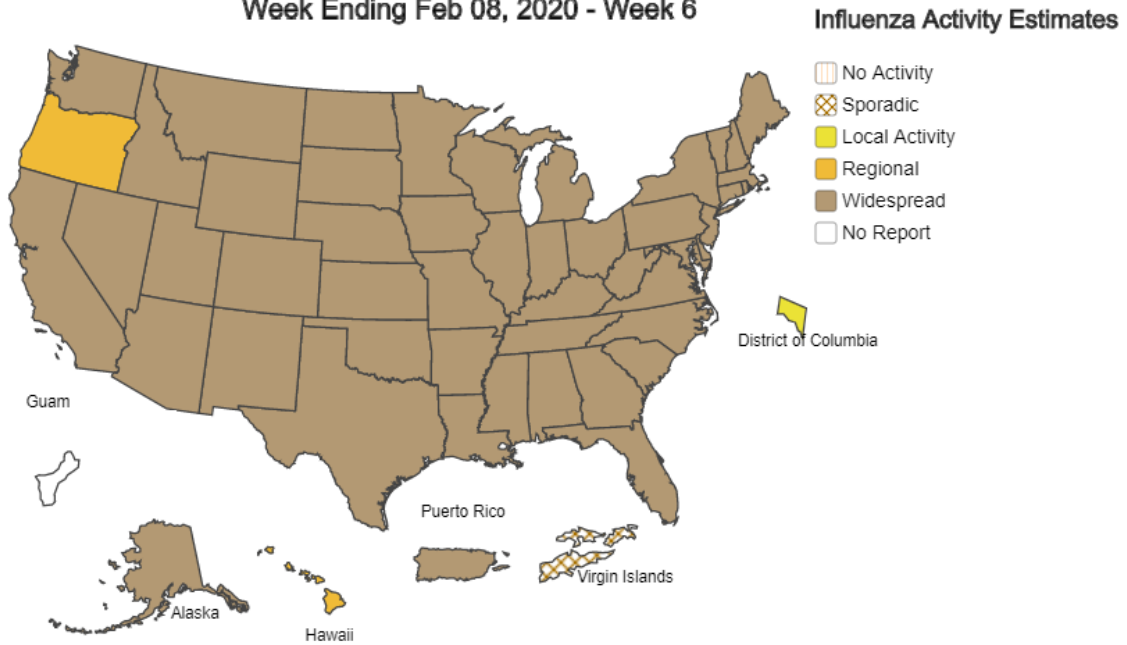 Week Ending Feb 08, 2020 - Week 6
Influenza Activity Estimates
No Activity
Sporadic
Local Activity
Regional
Widespread
No Report
District of Columbia
Guam
Puerto Rico
Virgin Islands
Alaska
Hawaii